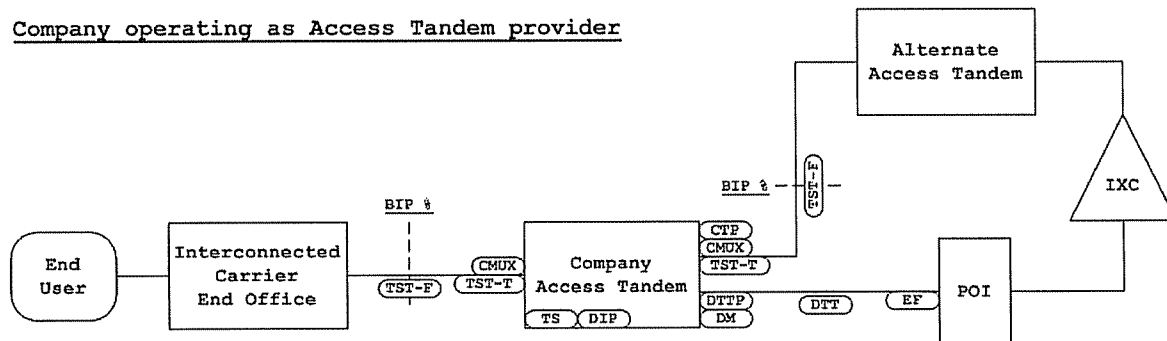 Company operating as Access Tandem provider
Alternate
Access Tandem
IXC
BIP %
TST-F
BIP %
CTP
CMUX
TST-T
End
User
Interconnected
Carrier
End Office
TST-F
CMUX
TST-T
Company
Access Tandem
TS
DIP
DTTP
DM
DTT
EF
POI